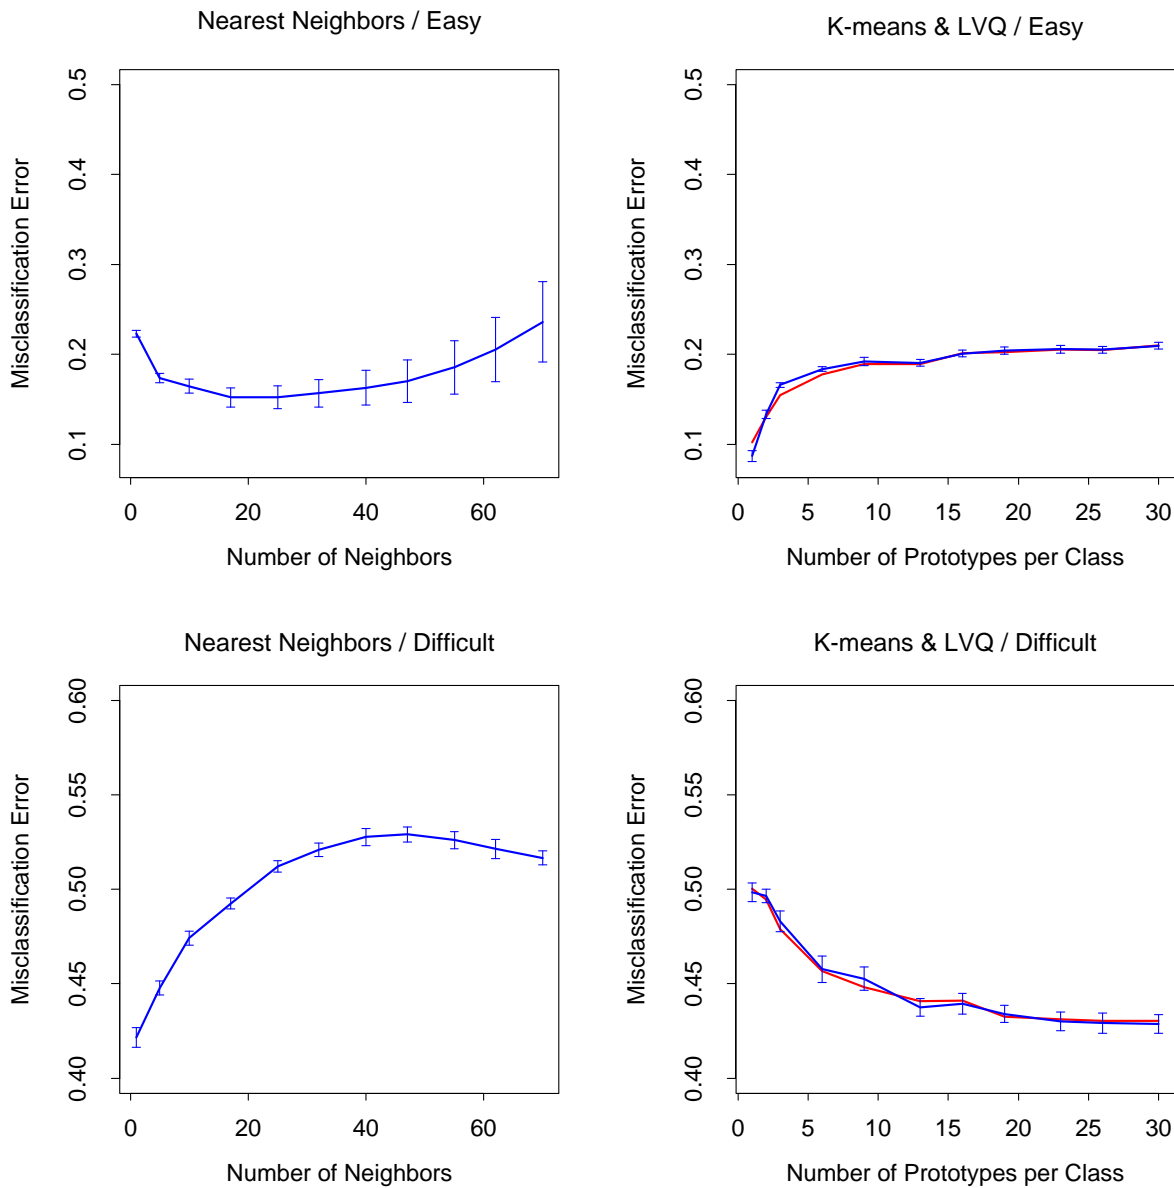 Nearest Neighbors / Easy
Misclassification Error
0.5
0.4
0.3
0.2
0.1
0 20 40 60
Number of Neighbors
K-means & LVQ / Easy
Misclassification Error
0.5
0.4
0.3
0.2
0.1
0 5 10 15 20 25 30
Number of Prototypes per Class
Nearest Neighbors / Difficult
Misclassification Error
0.60
0.55
0.50
0.45
0.40
0 20 40 60
Number of Neighbors
K-means & LVQ / Difficult
Misclassification Error
0.60
0.55
0.50
0.45
0.40
0 5 10 15 20 25 30
Number of Prototypes per Class